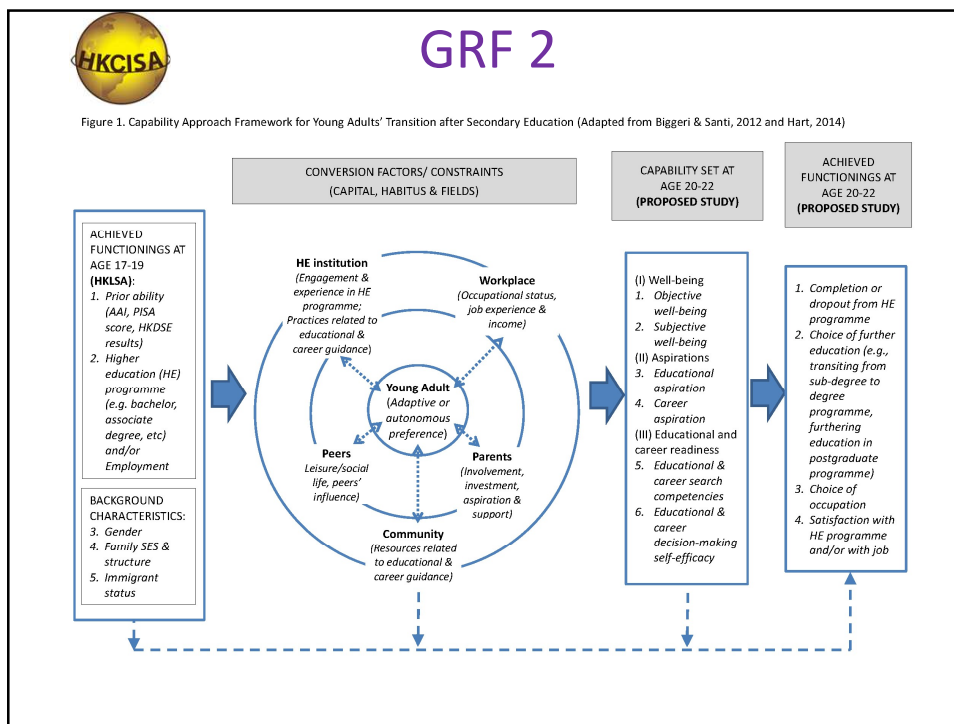 HKCISA
GRF 2
Figure 1. Capability Approach Framework for Young Adults’ Transition after Secondary Education (Adapted from Biggeri & Santi, 2012 and Hart, 2014)
CONVERSION FACTORS/ CONSTRAINTS
(CAPITAL, HABITUS & FIELDS)
CAPABILITY SET AT
AGE 20-22
(PROPOSED STUDY)
ACHIEVED
FUNCTIONINGS AT
AGE 20-22
(PROPOSED STUDY)
ACHIEVED
FUNCTIONINGS AT
AGE 17-19
(HKLSA):
1. Prior ability
(AAI, PISA
score, HKDSE
results)
2. Higher
education (HE)
programme
(e.g. bachelor,
associate
degree, etc)
and/or
Employment
BACKGROUND
CHARACTERISTICS:
3. Gender
4. Family SES &
structure
5. Immigrant
status
HE institution
(Engagement &
experience in HE
programme;
Practices related to
educational &
career guidance)
Workplace
(Occupational status,
job experience &
income)
Young Adult
(Adaptive or
autonomous
preference)
Peers
Leisure/social
life, peers’
influence)
Parents
(Involvement,
investment,
aspiration &
support)
Community
(Resources related
to educational &
career guidance)
(I) Well-being
1. Objective
well-being
2. Subjective
well-being
(II) Aspirations
3. Educational
aspiration
4. Career
aspiration
(III) Educational and
career readiness
5. Educational &
career search
competencies
6. Educational &
career
decision-making
self-efficacy
1. Completion or
dropout from HE
programme
2. Choice of further
education (e.g.,
transiting from
sub-degree to
degree
programme,
furthering
education in
postgraduate
programme)
3. Choice of
occupation
4. Satisfaction with
HE programme
and/or with job